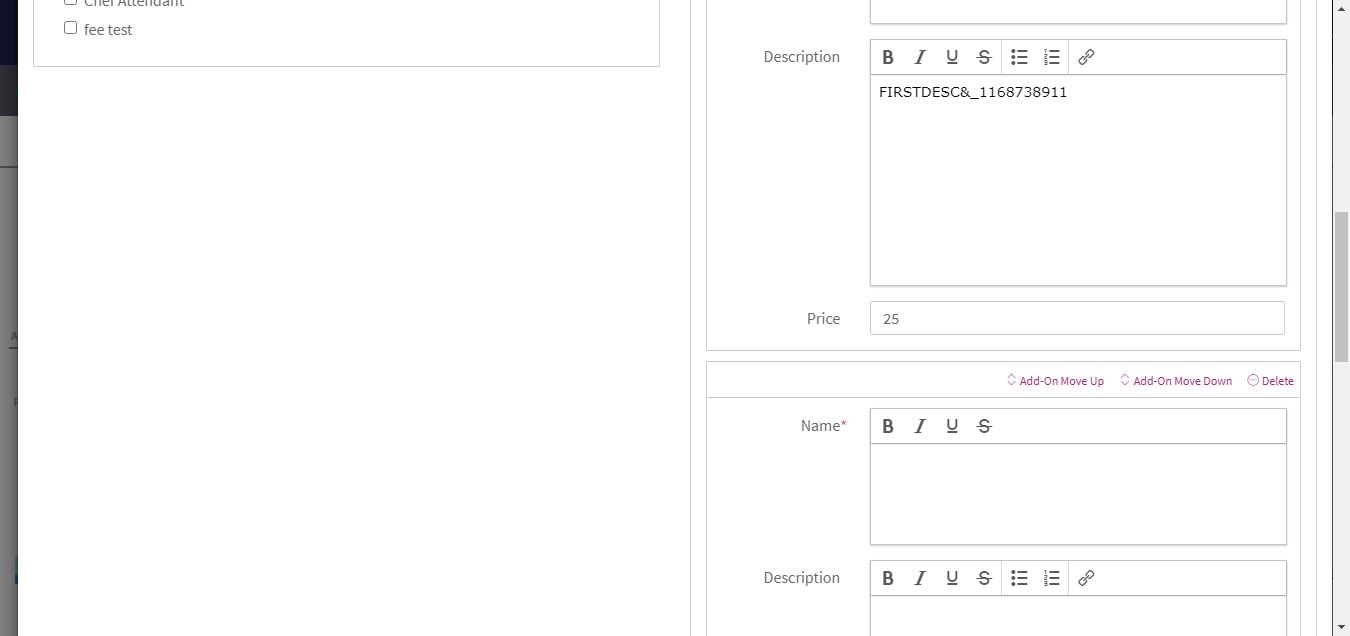 Chef Attendant
fee test
Description
FIRSTDESC&_1168738911
Price
25
Add-On Move Up Add-On Move Down Delete
Name*
Description